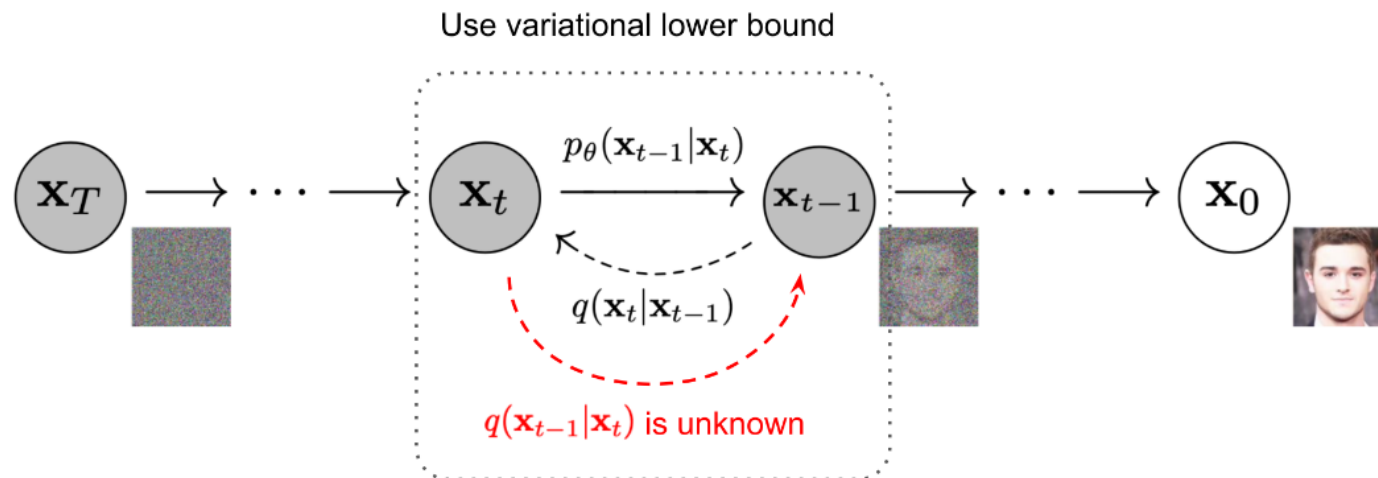 Use variational lower bound
p_θ(𝐱_{t−1}|𝐱_t)
𝐱_T → ⋯ → 𝐱_t → 𝐱_{t−1} → ⋯ → 𝐱_0
q(𝐱_t|𝐱_{t−1})
q(𝐱_{t−1}|𝐱_t) is unknown